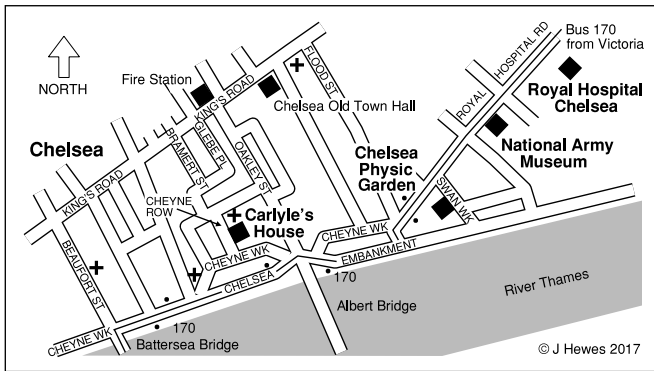 Bus 170
from Victoria
NORTH
Fire Station
KING'S ROAD
FLOOD ST
HOSPITAL RD
ROYAL
Royal Hospital
Chelsea
Chelsea Old Town Hall
GLEBE PL
BRAMERT ST
OAKLEY ST
Chelsea
National Army
Museum
Chelsea
Physic
Garden
KING'S ROAD
CHEYNE
ROW
Carlyle's
House
SWAN WK
CHEYNE WK
CHEYNE WK
EMBANKMENT
CHELSEA
BEAUFORT ST
170
River Thames
Albert Bridge
170
CHEYNE WK
Battersea Bridge
© J Hewes 2017